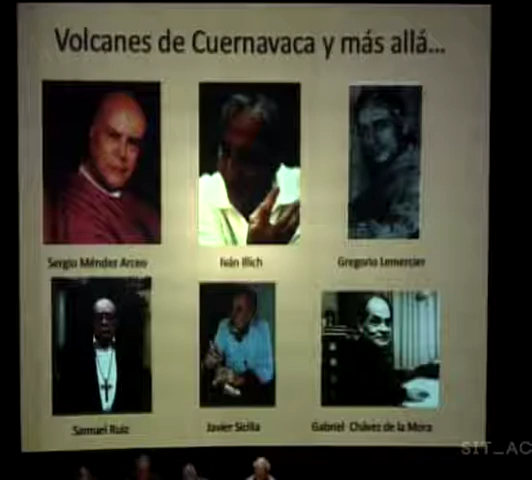 Volcanes de Cuernavaca y más allá...
Sergio Méndez Arceo
Iván Illich
Gregorio Lemercier
Samuel Ruiz
Javier Sicilia
Gabriel Chávez de la Mora
SIT_AC